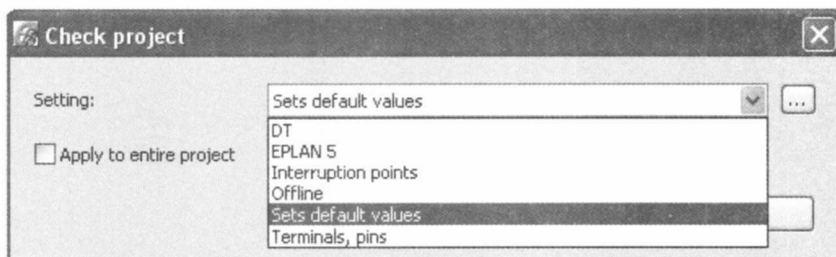 Check project
Setting:
Sets default values
...
DT
EPLAN 5
Apply to entire project
Interruption points
Offline
Sets default values
Terminals, pins